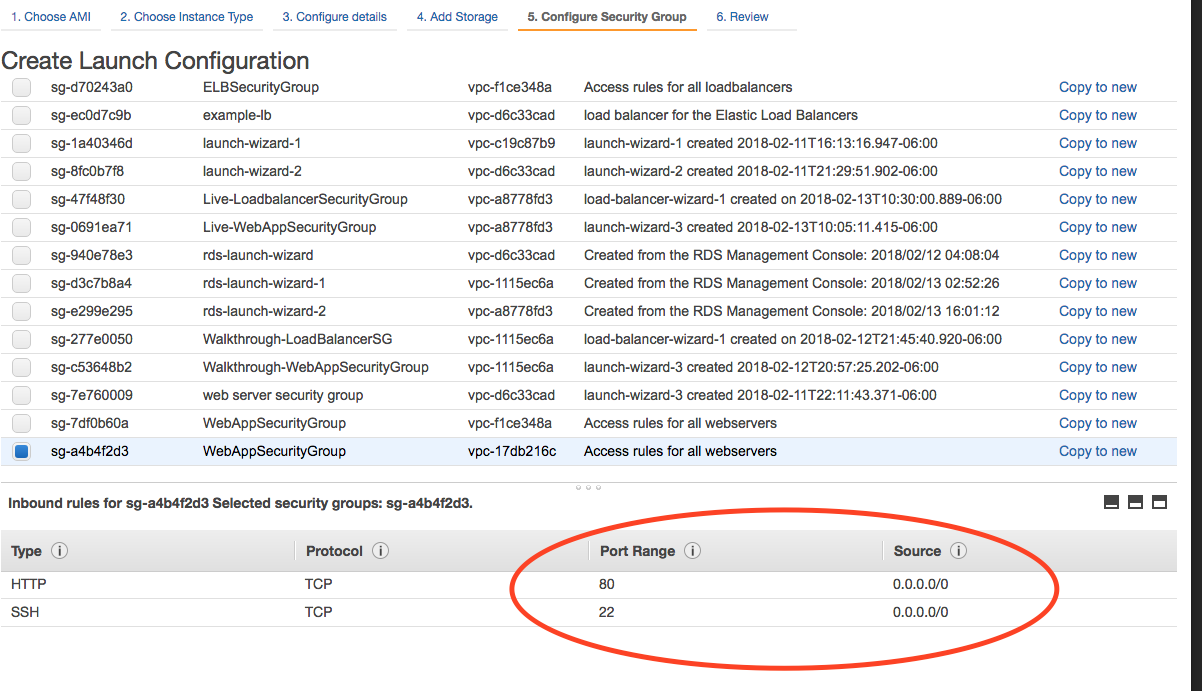 1. Choose AMI 2. Choose Instance Type 3. Configure details 4. Add Storage 5. Configure Security Group 6. Review
Create Launch Configuration
sg-d70243a0 ELBSecurityGroup vpc-f1ce348a Access rules for all loadbalancers Copy to new
sg-ec0d7c9b example-lb vpc-d6c33cad load balancer for the Elastic Load Balancers Copy to new
sg-1a40346d launch-wizard-1 vpc-c19c87b9 launch-wizard-1 created 2018-02-11T16:13:16.947-06:00 Copy to new
sg-8fc0b7f8 launch-wizard-2 vpc-d6c33cad launch-wizard-2 created 2018-02-11T21:29:51.902-06:00 Copy to new
sg-47f48f30 Live-LoadbalancerSecurityGroup vpc-a8778fd3 load-balancer-wizard-1 created on 2018-02-13T10:30:00.889-06:00 Copy to new
sg-0691ea71 Live-WebAppSecurityGroup vpc-a8778fd3 launch-wizard-3 created 2018-02-13T10:05:11.415-06:00 Copy to new
sg-940e78e3 rds-launch-wizard vpc-d6c33cad Created from the RDS Management Console: 2018/02/12 04:08:04 Copy to new
sg-d3c7b8a4 rds-launch-wizard-1 vpc-1115ec6a Created from the RDS Management Console: 2018/02/13 02:52:26 Copy to new
sg-e299e295 rds-launch-wizard-2 vpc-a8778fd3 Created from the RDS Management Console: 2018/02/13 16:01:12 Copy to new
sg-277e0050 Walkthrough-LoadBalancerSG vpc-1115ec6a load-balancer-wizard-1 created on 2018-02-12T21:45:40.920-06:00 Copy to new
sg-c53648b2 Walkthrough-WebAppSecurityGroup vpc-1115ec6a launch-wizard-3 created 2018-02-12T20:57:25.202-06:00 Copy to new
sg-7e760009 web server security group vpc-d6c33cad launch-wizard-3 created 2018-02-11T22:11:43.371-06:00 Copy to new
sg-7df0b60a WebAppSecurityGroup vpc-f1ce348a Access rules for all webservers Copy to new
sg-a4b4f2d3 WebAppSecurityGroup vpc-17db216c Access rules for all webservers Copy to new
Inbound rules for sg-a4b4f2d3 Selected security groups: sg-a4b4f2d3.
Type i Protocol i Port Range i Source i
HTTP TCP 80 0.0.0.0/0
SSH TCP 22 0.0.0.0/0